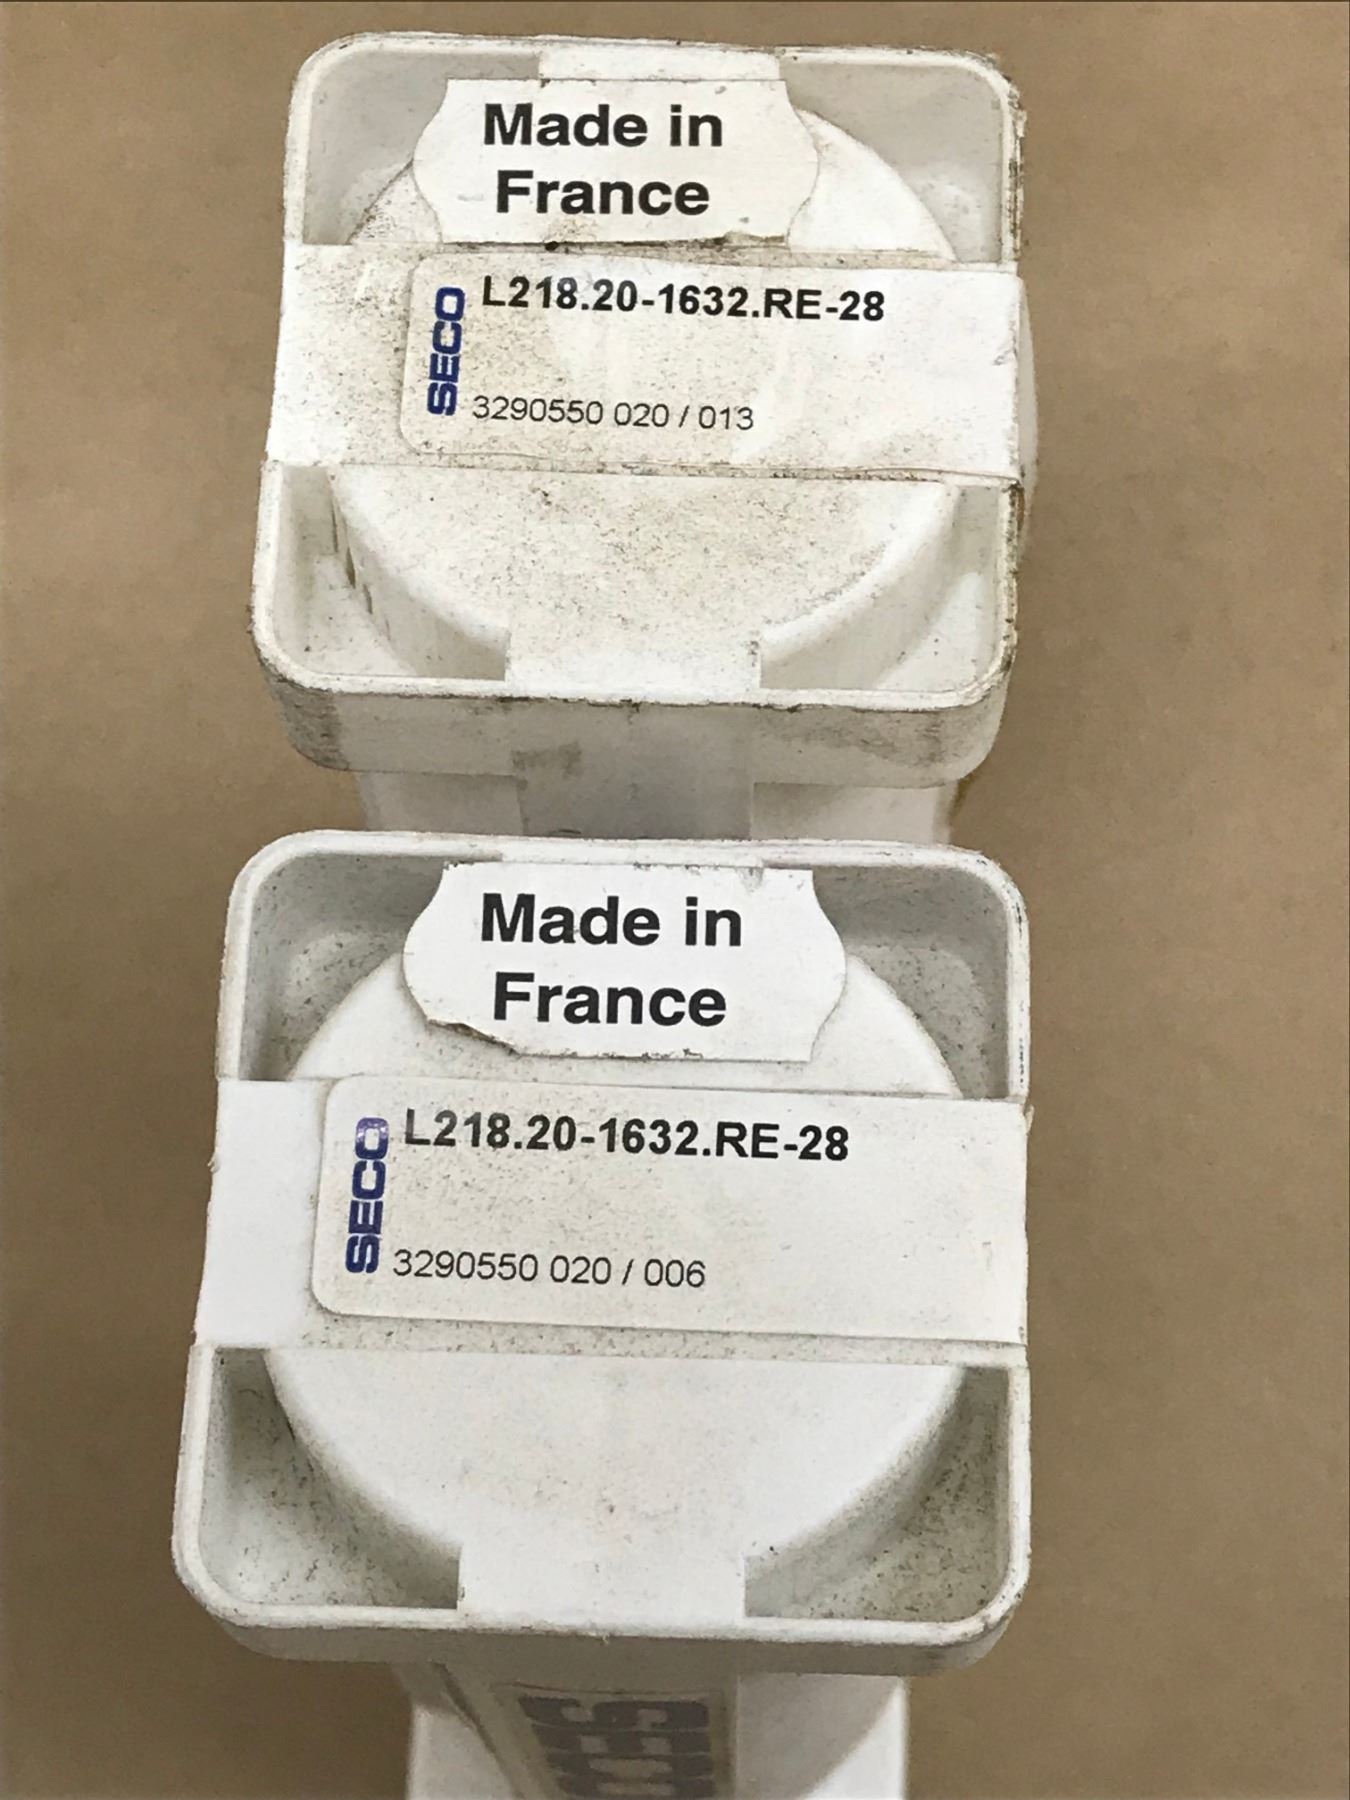 Made in
France
SECO
L218.20-1632.RE-28
3290550 020 / 013
Made in
France
SECO
L218.20-1632.RE-28
3290550 020 / 006